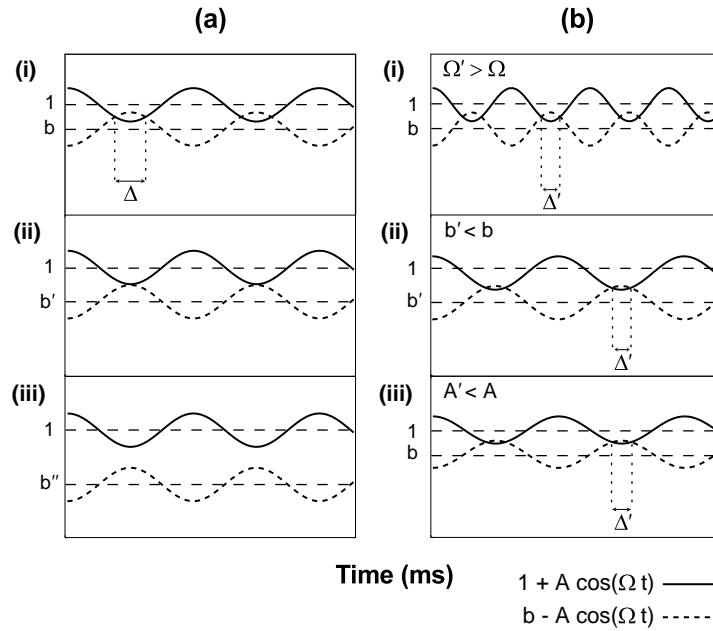 (a)
(i)
1
b
Δ
(ii)
1
b′
(iii)
1
b″
(b)
(i)
Ω′ > Ω
1
b
Δ′
(ii)
b′ < b
1
b′
Δ′
(iii)
A′ < A
1
b
Δ′
Time (ms)
1 + A cos(Ω t)
b - A cos(Ω t)